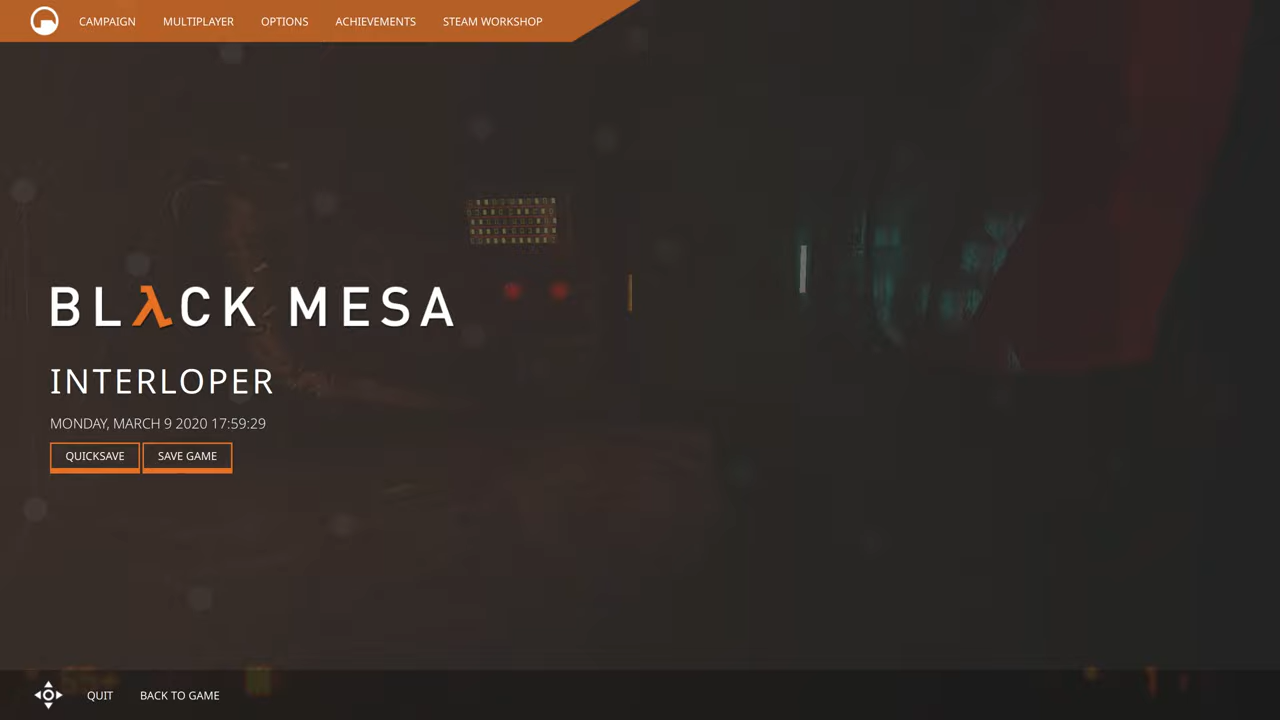 CAMPAIGN MULTIPLAYER OPTIONS ACHIEVEMENTS STEAM WORKSHOP
BLλCK MESA
INTERLOPER
MONDAY, MARCH 9 2020 17:59:29
QUICKSAVE SAVE GAME
QUIT BACK TO GAME